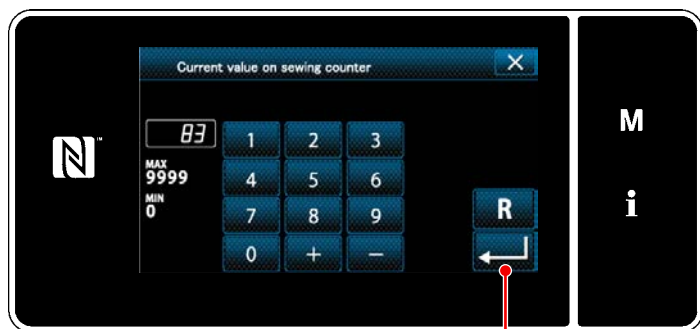 Current value on sewing counter
M
83
1 2 3
MAX
9999
4 5 6
MIN
0
7 8 9
R
i
0 + −
N™